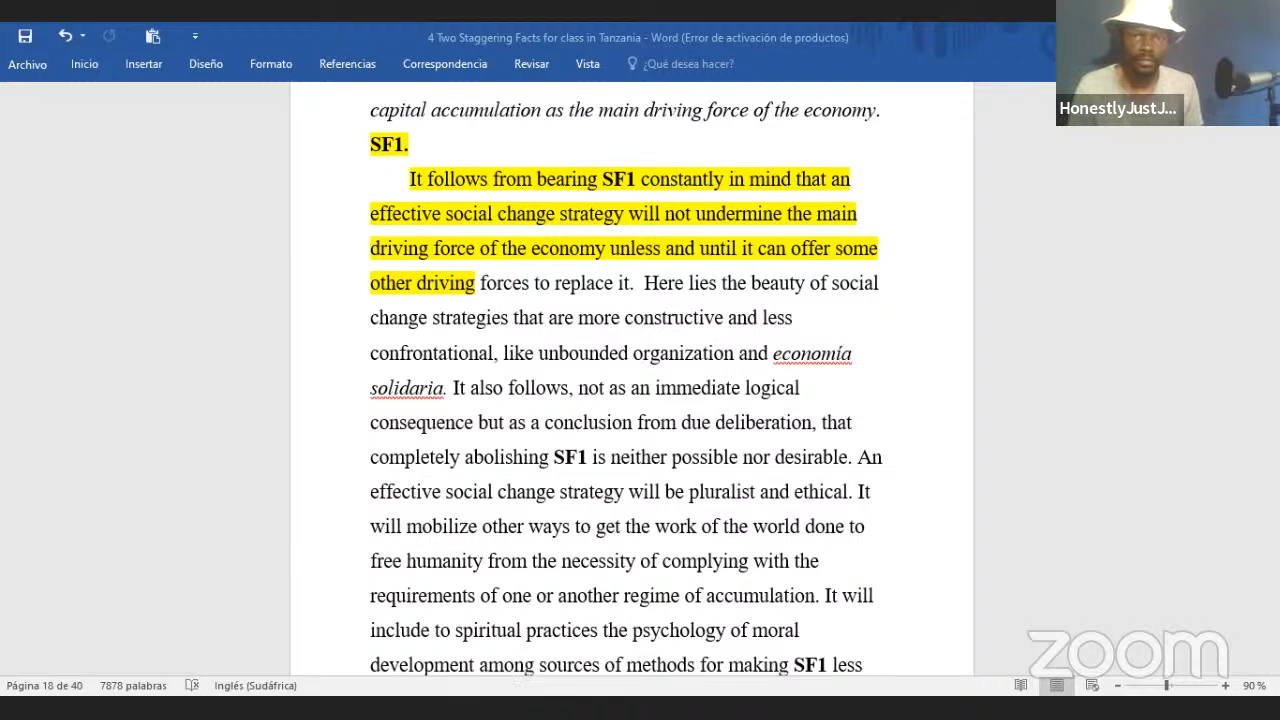 4 Two Staggering Facts for class in Tanzania - Word (Error de activación de productos)
Archivo Inicio Insertar Diseño Formato Referencias Correspondencia Revisar Vista ¿Qué desea hacer?
HonestlyJustJ...
capital accumulation as the main driving force of the economy.
SF1.
It follows from bearing SF1 constantly in mind that an
effective social change strategy will not undermine the main
driving force of the economy unless and until it can offer some
other driving forces to replace it. Here lies the beauty of social
change strategies that are more constructive and less
confrontational, like unbounded organization and economía
solidaria. It also follows, not as an immediate logical
consequence but as a conclusion from due deliberation, that
completely abolishing SF1 is neither possible nor desirable. An
effective social change strategy will be pluralist and ethical. It
will mobilize other ways to get the work of the world done to
free humanity from the necessity of complying with the
requirements of one or another regime of accumulation. It will
include to spiritual practices the psychology of moral
development among sources of methods for making SF1 less
zoom
Página 18 de 40 7878 palabras Inglés (Sudáfrica) 90 %